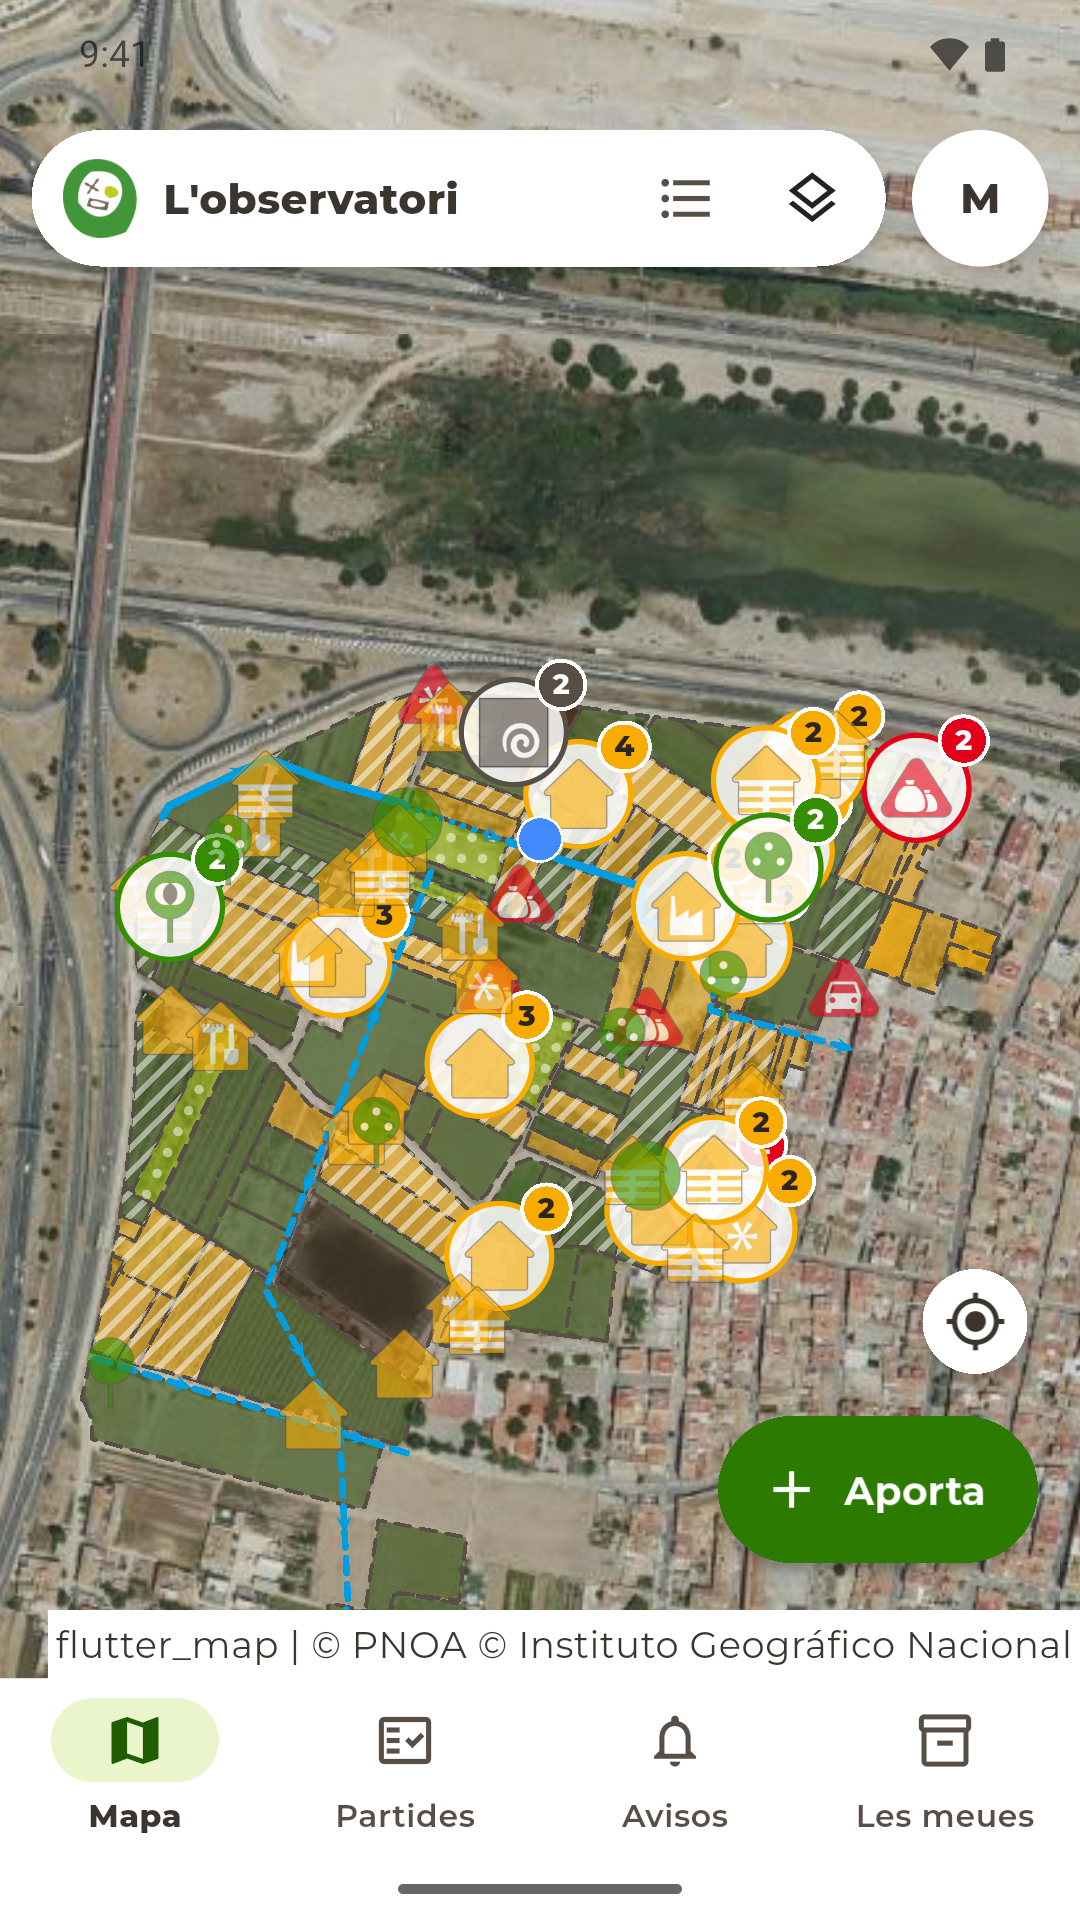 9:41
L'observatori
M
2
4
2
2
2
2
2
3
3
2
2
2
+ Aporta
flutter_map | © PNOA © Instituto Geográfico Nacional
Mapa
Partides
Avisos
Les meues